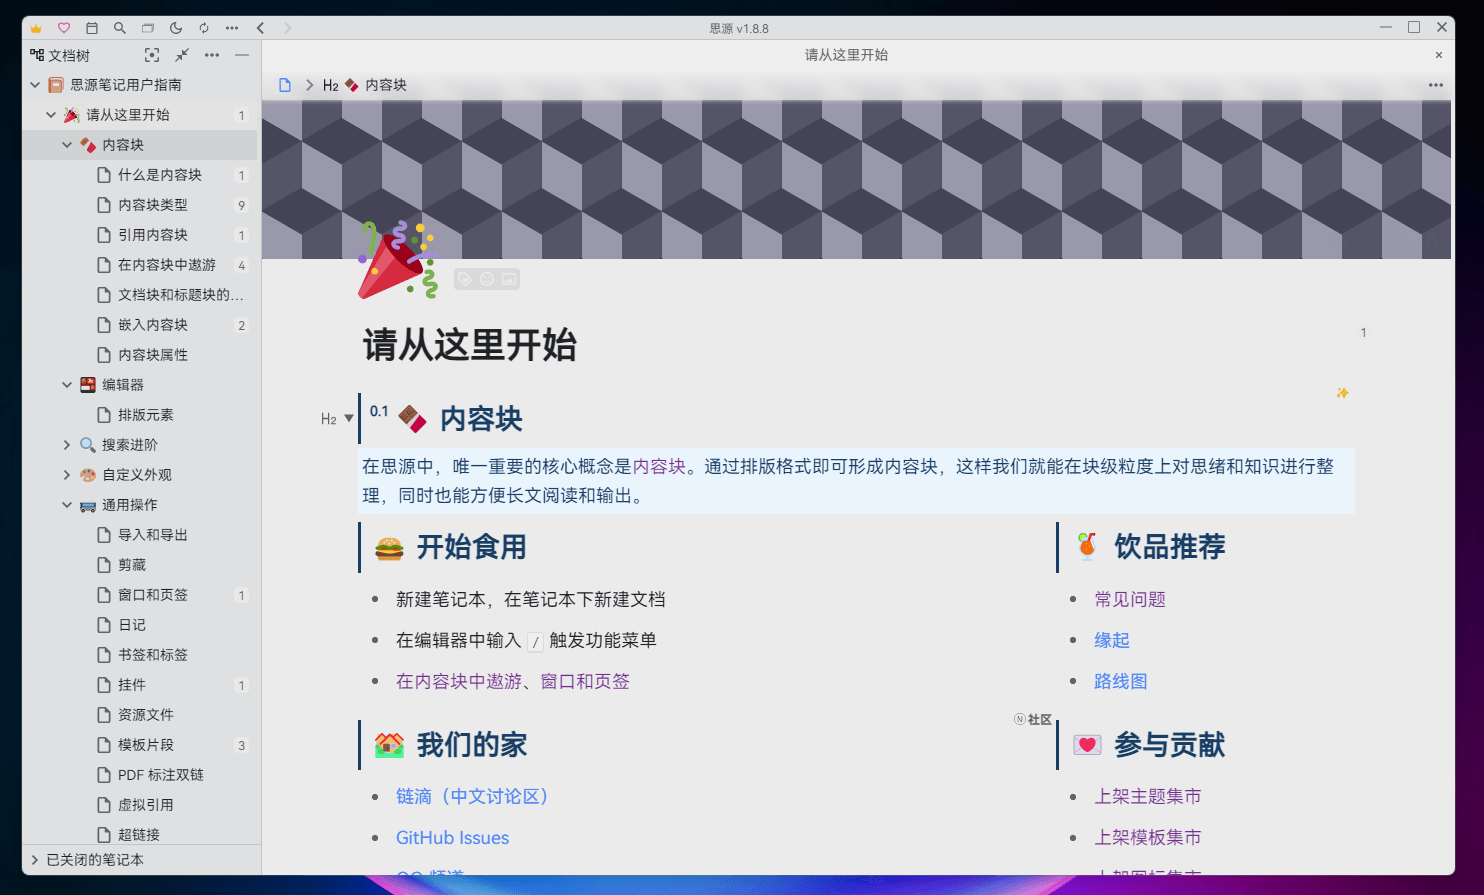 思源 v1.8.8
文档树
请从这里开始
思源笔记用户指南
H2 内容块
请从这里开始 1
内容块
什么是内容块 1
内容块类型 9
引用内容块 1
在内容块中遨游 4
文档块和标题块的...
嵌入内容块 2
内容块属性
编辑器
排版元素
搜索进阶
自定义外观
通用操作
导入和导出
剪藏
窗口和页签 1
日记
书签和标签
挂件 1
资源文件
模板片段 3
PDF 标注双链
虚拟引用
超链接
已关闭的笔记本
请从这里开始
1
H2 0.1 内容块
在思源中，唯一重要的核心概念是内容块。通过排版格式即可形成内容块，这样我们就能在块级粒度上对思绪和知识进行整
理，同时也能方便长文阅读和输出。
开始食用
新建笔记本，在笔记本下新建文档
在编辑器中输入 / 触发功能菜单
在内容块中遨游、窗口和页签
饮品推荐
常见问题
缘起
路线图
我们的家
链滴（中文讨论区）
GitHub Issues
QQ 频道
N 社区
参与贡献
上架主题集市
上架模板集市
上架图标集市